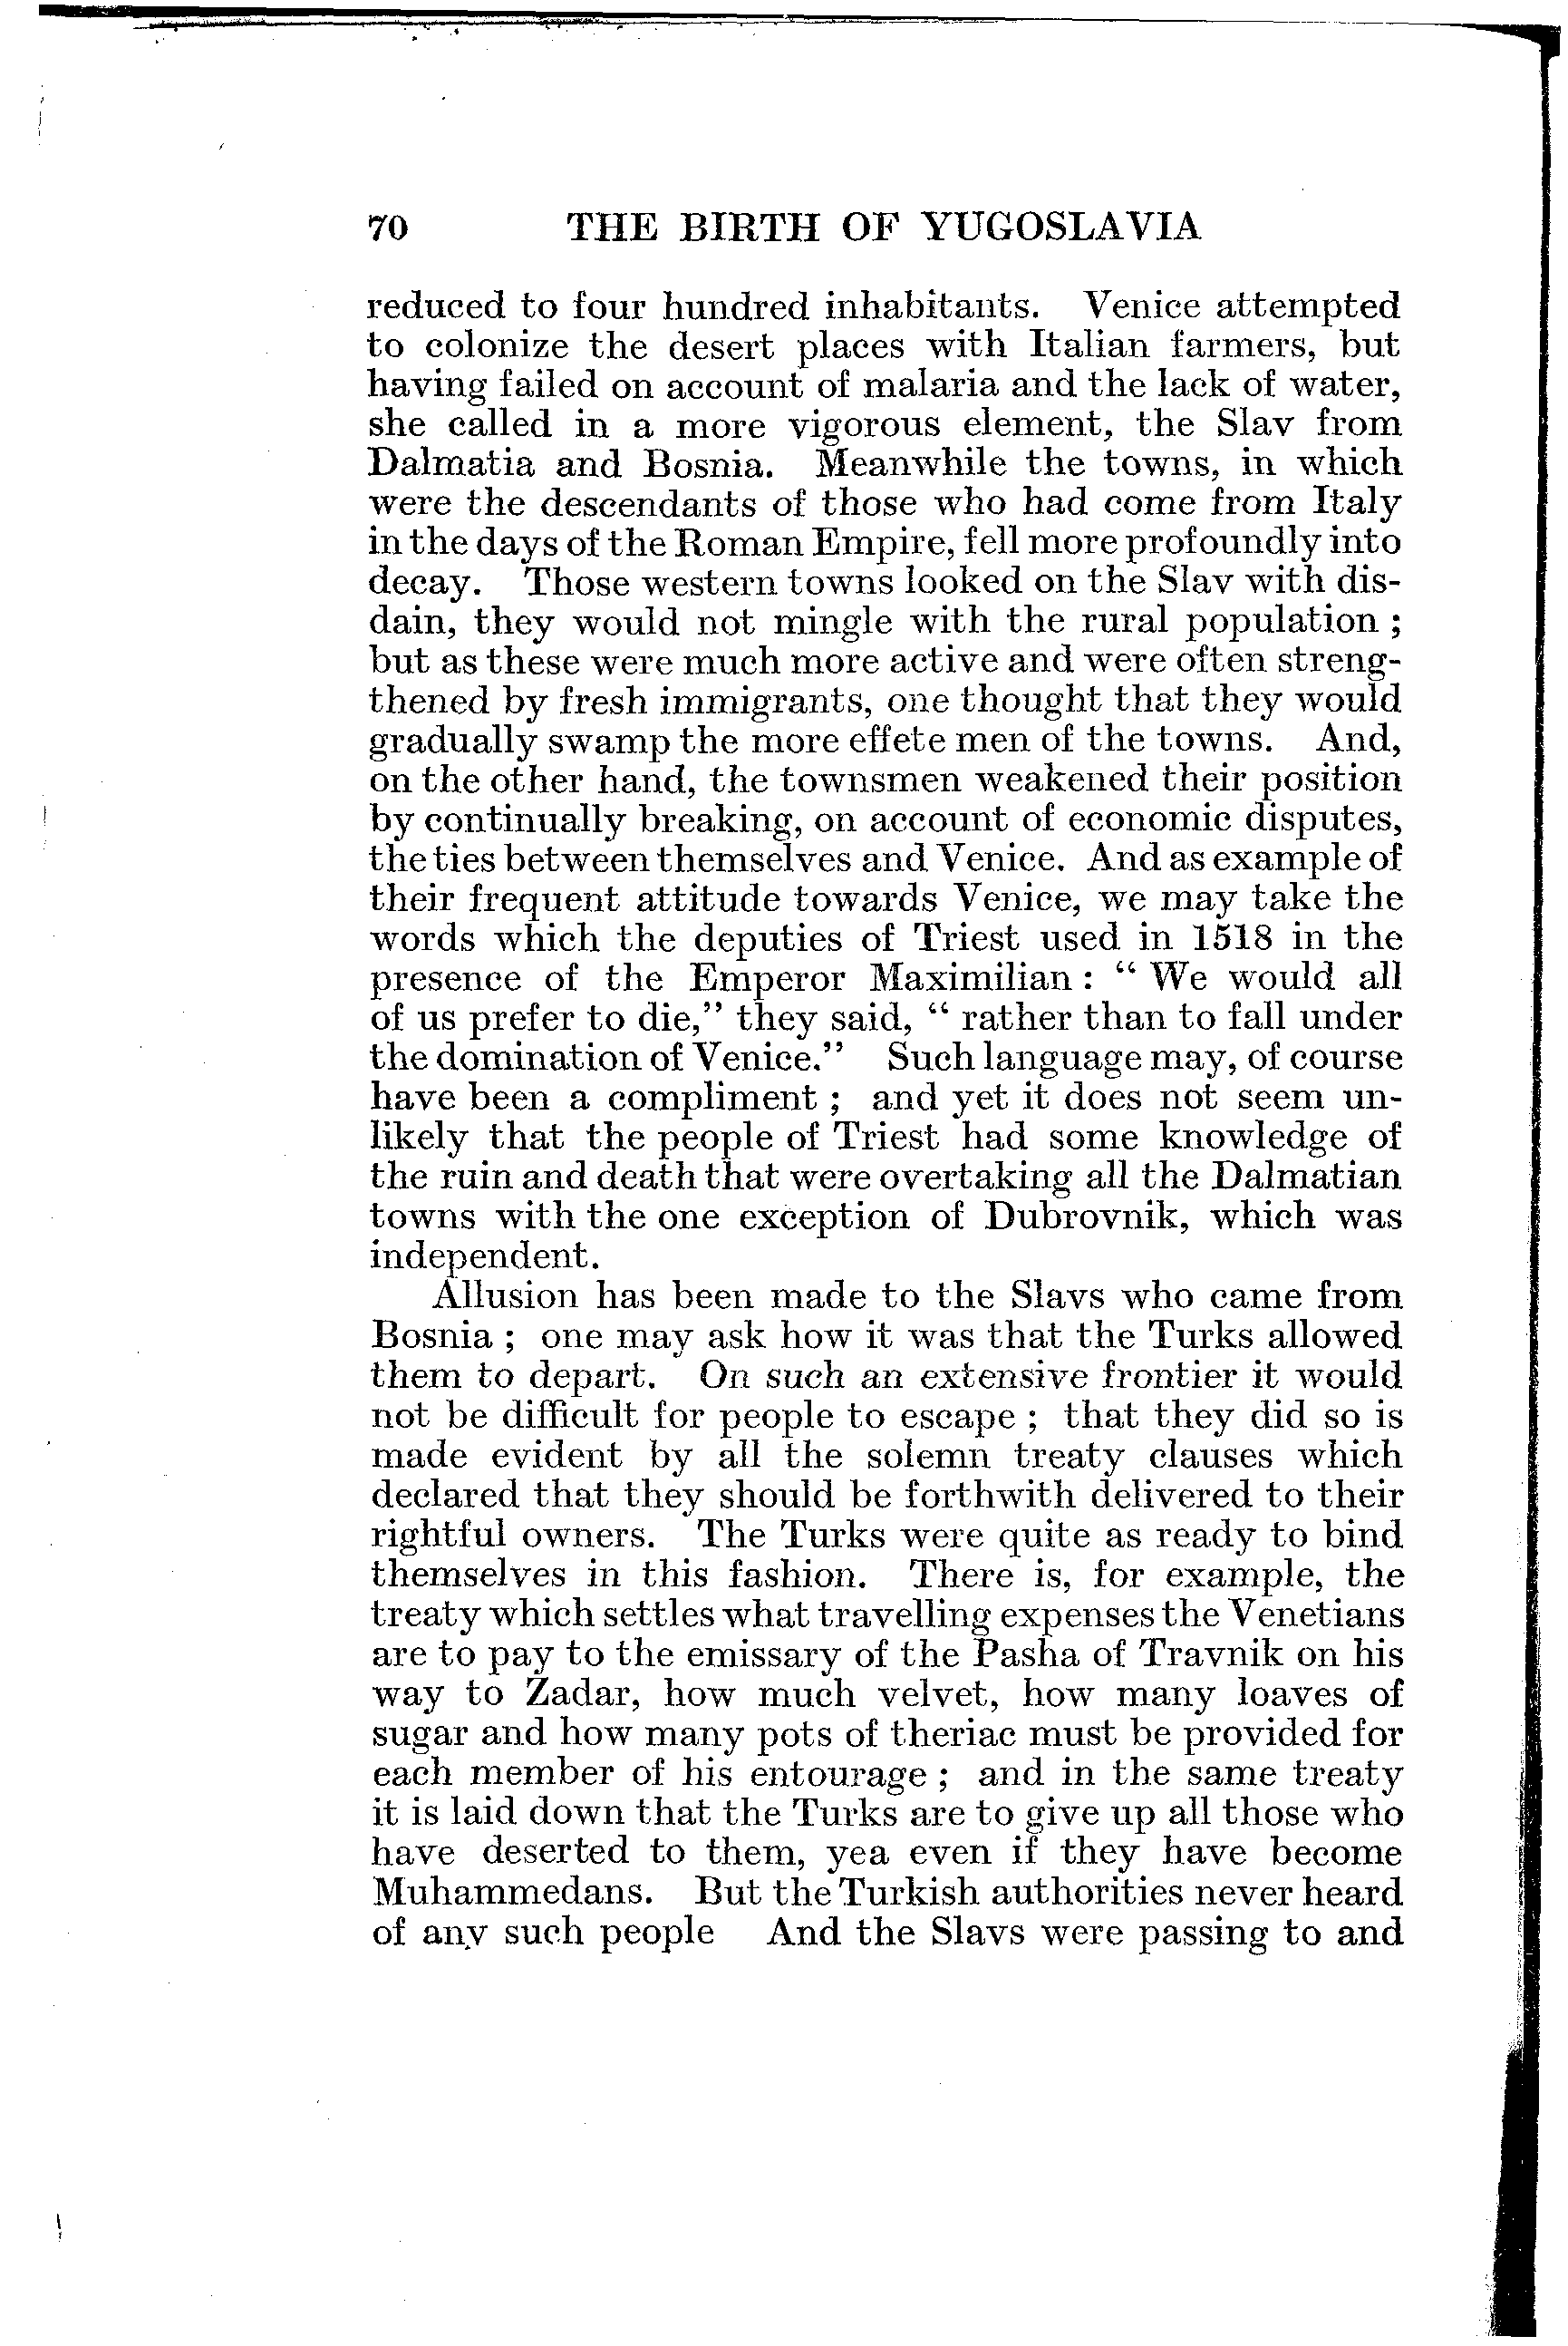 70 THE BIRTH OF YUGOSLAVIA
reduced to four hundred inhabitants. Venice attempted
to colonize the desert places with Italian farmers, but
having failed on account of malaria and the lack of water,
she called in a more vigorous element, the Slav from
Dalmatia and Bosnia. Meanwhile the towns, in which
were the descendants of those who had come from Italy
in the days of the Roman Empire, fell more profoundly into
decay. Those western towns looked on the Slav with dis-
dain, they would not mingle with the rural population ;
but as these were much more active and were often streng-
thened by fresh immigrants, one thought that they would
gradually swamp the more effete men of the towns. And,
on the other hand, the townsmen weakened their position
by continually breaking, on account of economic disputes,
the ties between themselves and Venice. And as example of
their frequent attitude towards Venice, we may take the
words which the deputies of Triest used in 1518 in the
presence of the Emperor Maximilian : “ We would all
of us prefer to die,” they said, “ rather than to fall under
the domination of Venice.” Such language may, of course
have been a compliment ; and yet it does not seem un-
likely that the people of Triest had some knowledge of
the ruin and death that were overtaking all the Dalmatian
towns with the one exception of Dubrovnik, which was
independent.
Allusion has been made to the Slavs who came from
Bosnia ; one may ask how it was that the Turks allowed
them to depart. On such an extensive frontier it would
not be difficult for people to escape ; that they did so is
made evident by all the solemn treaty clauses which
declared that they should be forthwith delivered to their
rightful owners. The Turks were quite as ready to bind
themselves in this fashion. There is, for example, the
treaty which settles what travelling expenses the Venetians
are to pay to the emissary of the Pasha of Travnik on his
way to Zadar, how much velvet, how many loaves of
sugar and how many pots of theriac must be provided for
each member of his entourage ; and in the same treaty
it is laid down that the Turks are to give up all those who
have deserted to them, yea even if they have become
Muhammedans. But the Turkish authorities never heard
of any such people And the Slavs were passing to and